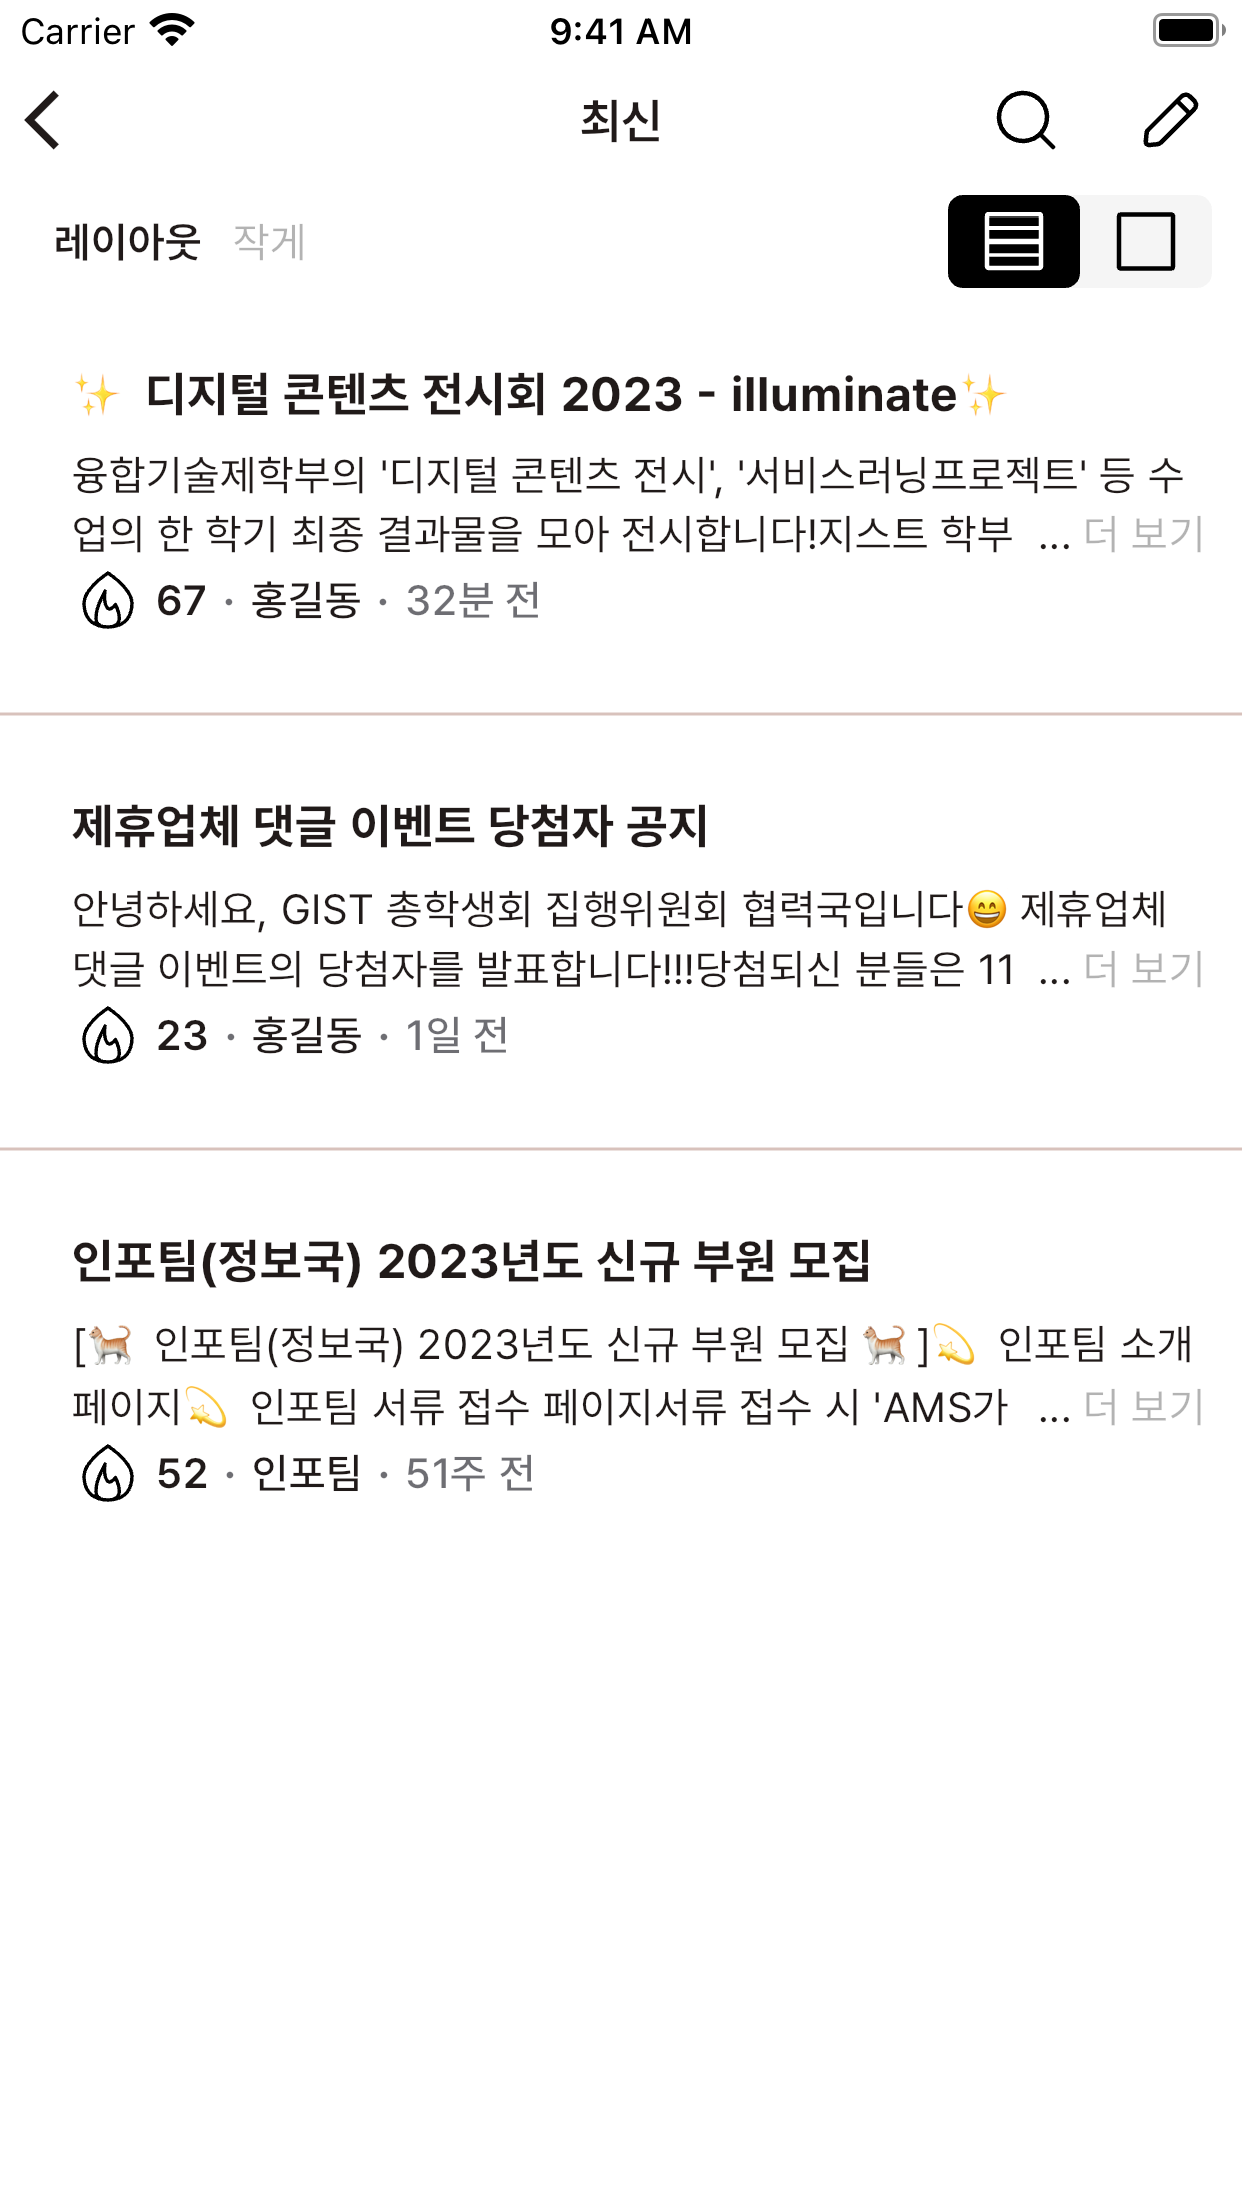 Carrier 9:41 AM
최신
레이아웃 작게
✨ 디지털 콘텐츠 전시회 2023 - illuminate✨
융합기술제학부의 '디지털 콘텐츠 전시', '서비스러닝프로젝트' 등 수
업의 한 학기 최종 결과물을 모아 전시합니다!지스트 학부 ... 더 보기
67 · 홍길동 · 32분 전
제휴업체 댓글 이벤트 당첨자 공지
안녕하세요, GIST 총학생회 집행위원회 협력국입니다😄 제휴업체
댓글 이벤트의 당첨자를 발표합니다!!!당첨되신 분들은 11 ... 더 보기
23 · 홍길동 · 1일 전
인포팀(정보국) 2023년도 신규 부원 모집
[🐈 인포팀(정보국) 2023년도 신규 부원 모집🐈]💫 인포팀 소개
페이지💫 인포팀 서류 접수 페이지서류 접수 시 'AMS가 ... 더 보기
52 · 인포팀 · 51주 전